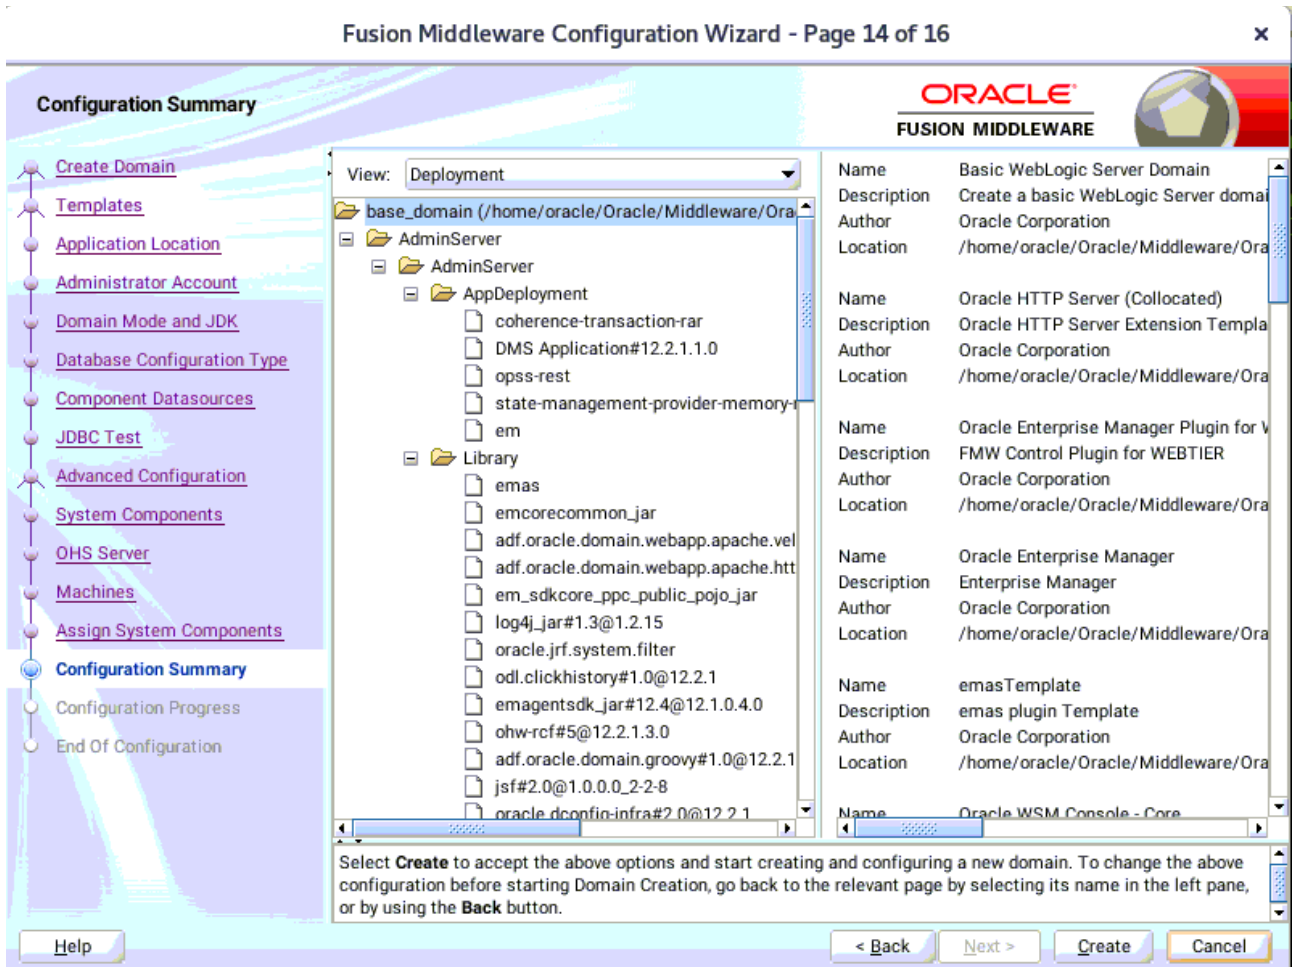 Fusion Middleware Configuration Wizard - Page 14 of 16
Configuration Summary
ORACLE
FUSION MIDDLEWARE
Create Domain
Templates
Application Location
Administrator Account
Domain Mode and JDK
Database Configuration Type
Component Datasources
JDBC Test
Advanced Configuration
System Components
OHS Server
Machines
Assign System Components
Configuration Summary
Configuration Progress
End Of Configuration
View: Deployment
base_domain (/home/oracle/Oracle/Middleware/Ora
AdminServer
AdminServer
AppDeployment
coherence-transaction-rar
DMS Application#12.2.1.1.0
opss-rest
state-management-provider-memory-
em
Library
emas
emcorecommon_jar
adf.oracle.domain.webapp.apache.vel
adf.oracle.domain.webapp.apache.htt
em_sdkcore_ppc_public_pojo_jar
log4j_jar#1.3@1.2.15
oracle.jrf.system.filter
odl.clickhistory#1.0@12.2.1
emagentsdk_jar#12.4@12.1.0.4.0
ohw-rcf#5@12.2.1.3.0
adf.oracle.domain.groovy#1.0@12.2.1
jsf#2.0@1.0.0.0_2-2-8
oracle.dconfig-infra#2.0@12.2.1
Name Basic WebLogic Server Domain
Description Create a basic WebLogic Server domai
Author Oracle Corporation
Location /home/oracle/Oracle/Middleware/Ora
Name Oracle HTTP Server (Collocated)
Description Oracle HTTP Server Extension Templa
Author Oracle Corporation
Location /home/oracle/Oracle/Middleware/Ora
Name Oracle Enterprise Manager Plugin for W
Description FMW Control Plugin for WEBTIER
Author Oracle Corporation
Location /home/oracle/Oracle/Middleware/Ora
Name Oracle Enterprise Manager
Description Enterprise Manager
Author Oracle Corporation
Location /home/oracle/Oracle/Middleware/Ora
Name emasTemplate
Description emas plugin Template
Author Oracle Corporation
Location /home/oracle/Oracle/Middleware/Ora
Name Oracle WSM Console - Core
Select Create to accept the above options and start creating and configuring a new domain. To change the above
configuration before starting Domain Creation, go back to the relevant page by selecting its name in the left pane,
or by using the Back button.
Help
< Back
Next >
Create
Cancel